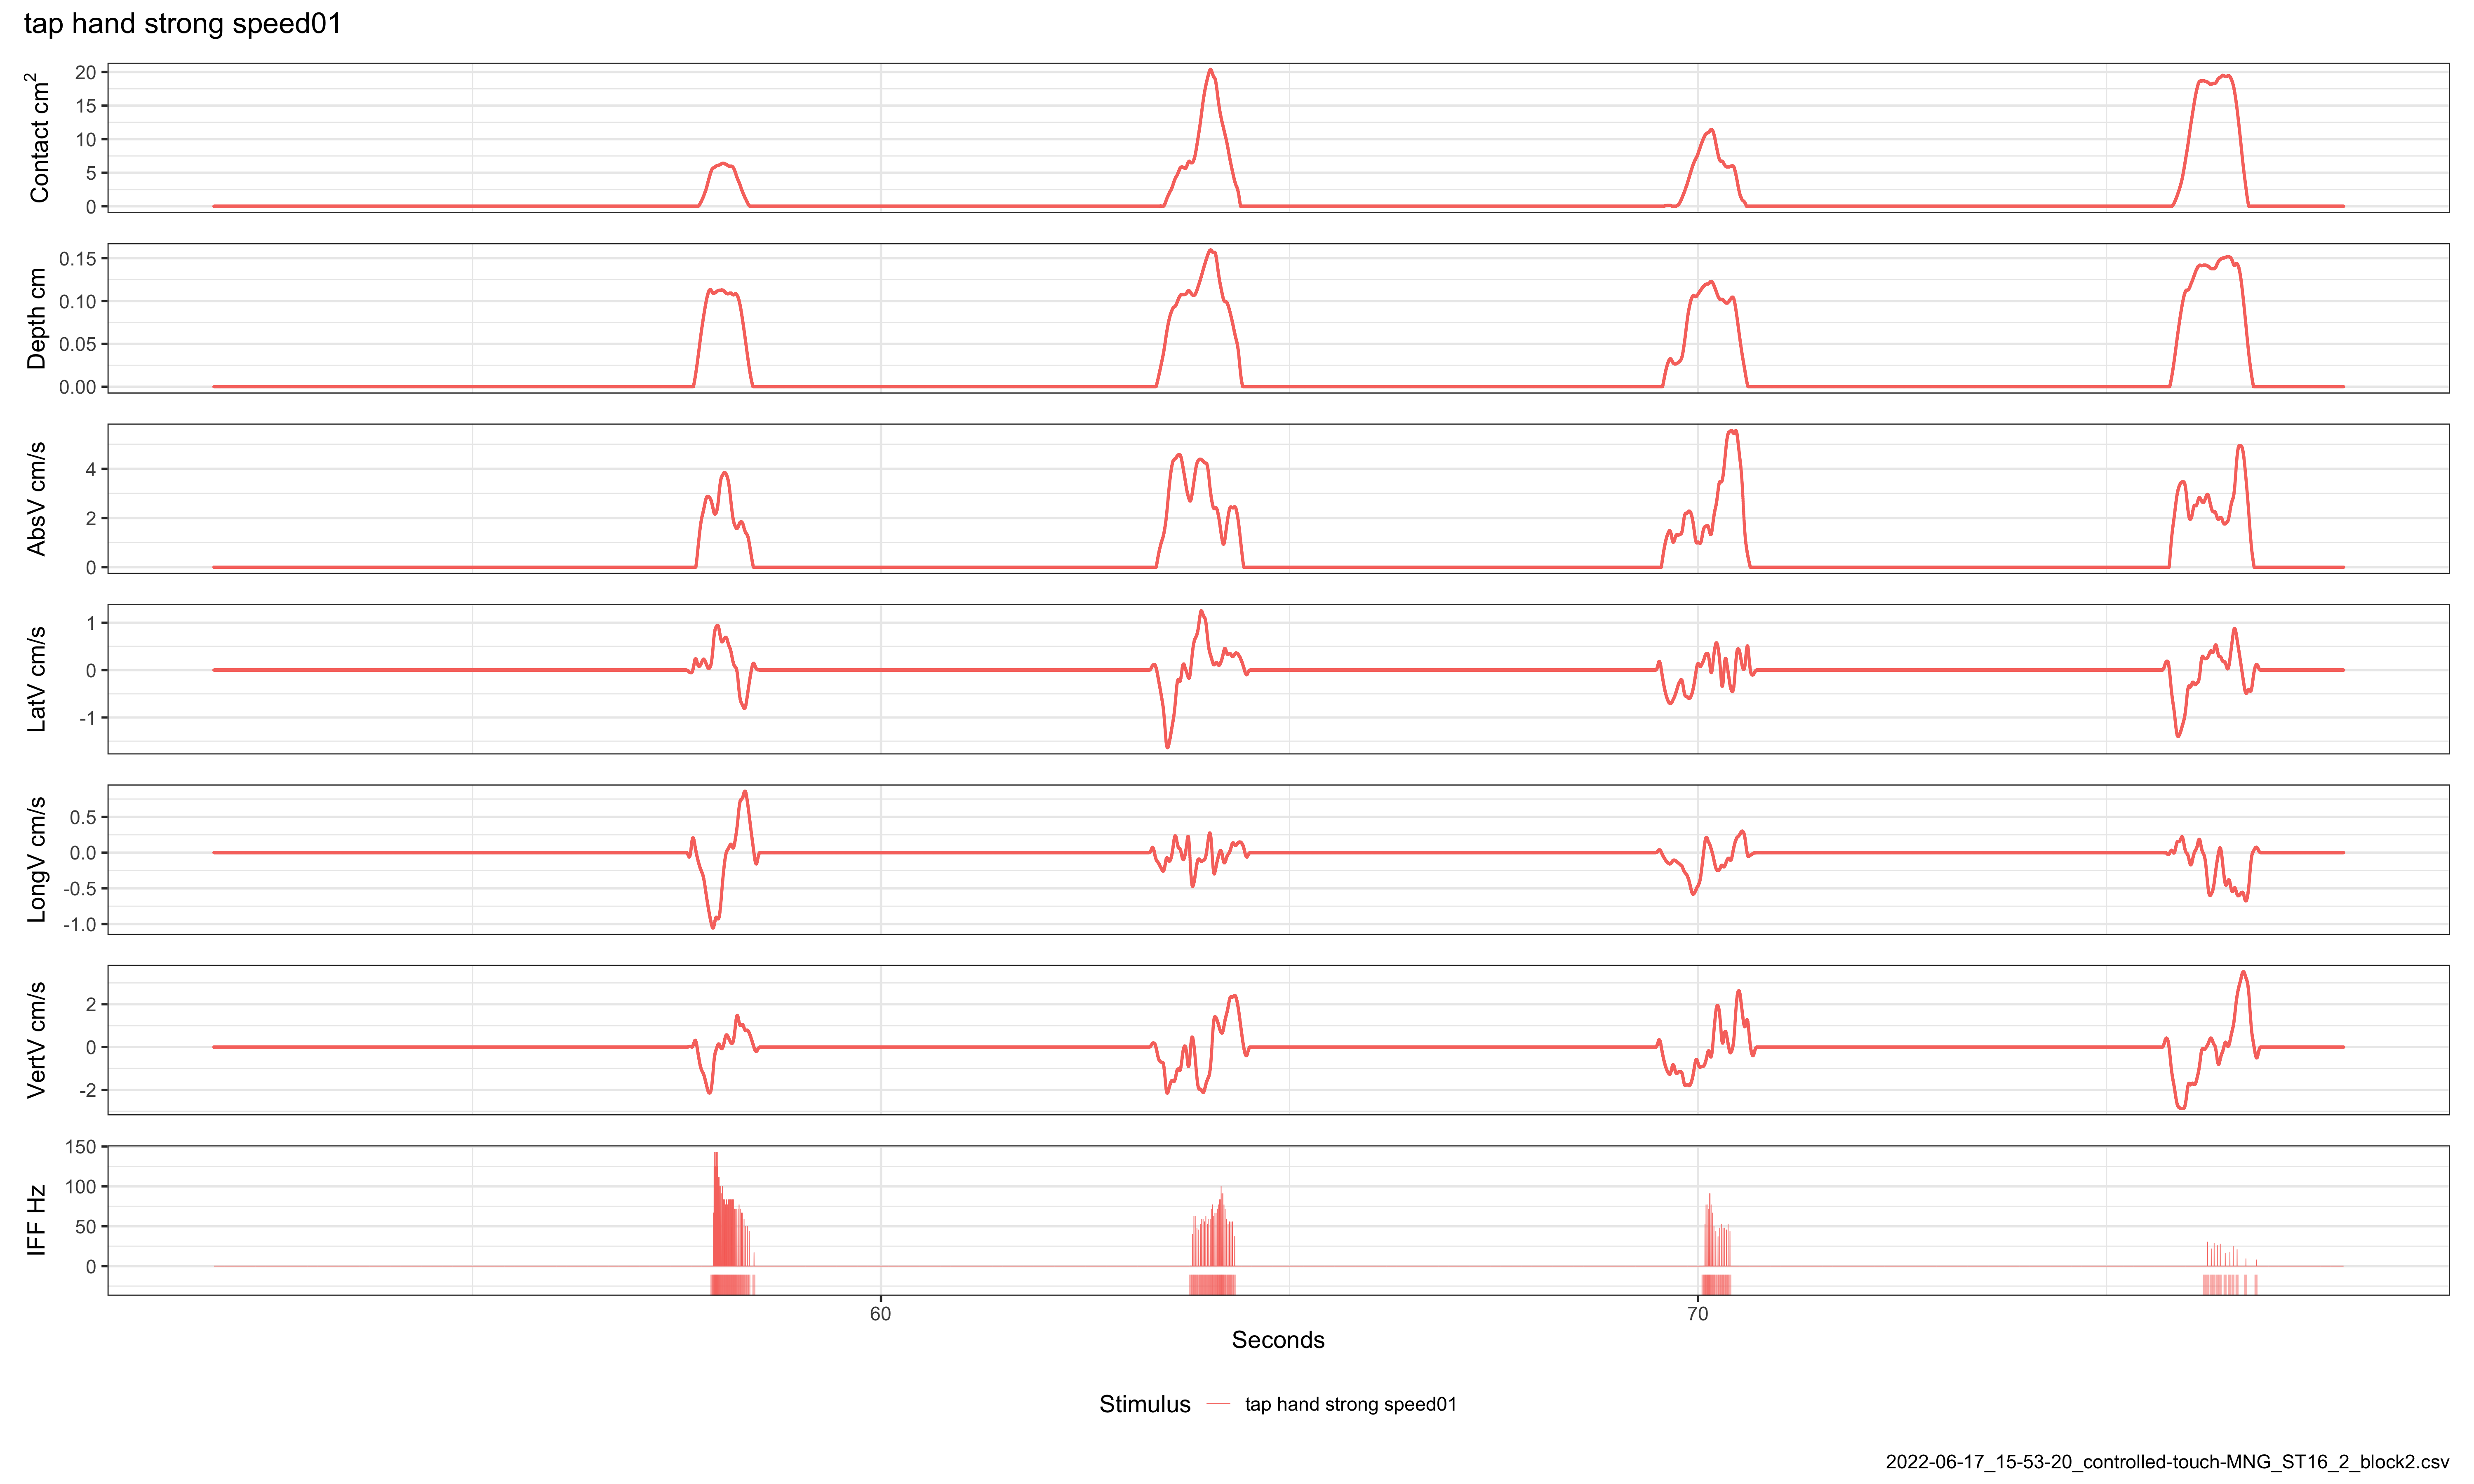 tap hand strong speed01
Contact cm²
20
15
10
5
0
Depth cm
0.15
0.10
0.05
0.00
AbsV cm/s
4
2
0
LatV cm/s
1
0
-1
LongV cm/s
0.5
0.0
-0.5
-1.0
VertV cm/s
2
0
-2
IFF Hz
150
100
50
0
60 70
Seconds
Stimulus tap hand strong speed01
2022-06-17_15-53-20_controlled-touch-MNG_ST16_2_block2.csv